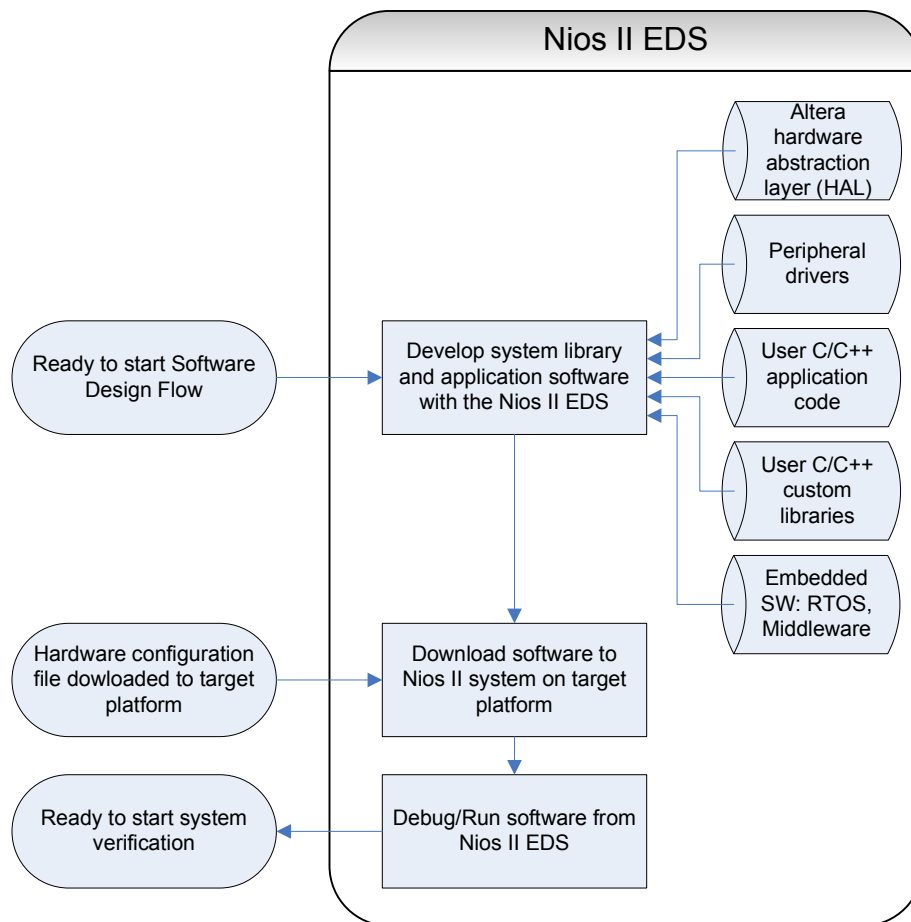 Nios II EDS
Altera
hardware
abstraction
layer (HAL)
Peripheral
drivers
Ready to start Software
Design Flow
Develop system library
and application software
with the Nios II EDS
User C/C++
application
code
User C/C++
custom
libraries
Embedded
SW: RTOS,
Middleware
Hardware configuration
file dowloaded to target
platform
Download software to
Nios II system on target
platform
Ready to start system
verification
Debug/Run software from
Nios II EDS